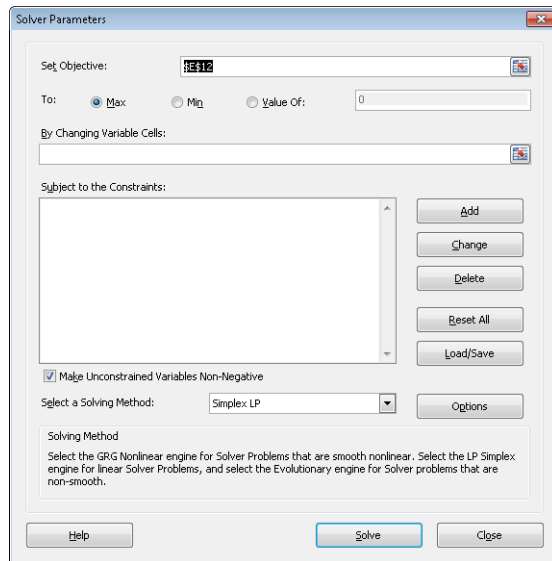 Solver Parameters
Set Objective: $E$12
To: Max Min Value Of: 0
By Changing Variable Cells:
Subject to the Constraints:
Add
Change
Delete
Reset All
Load/Save
Make Unconstrained Variables Non-Negative
Select a Solving Method: Simplex LP Options
Solving Method
Select the GRG Nonlinear engine for Solver Problems that are smooth nonlinear. Select the LP Simplex
engine for linear Solver Problems, and select the Evolutionary engine for Solver problems that are
non-smooth.
Help Solve Close